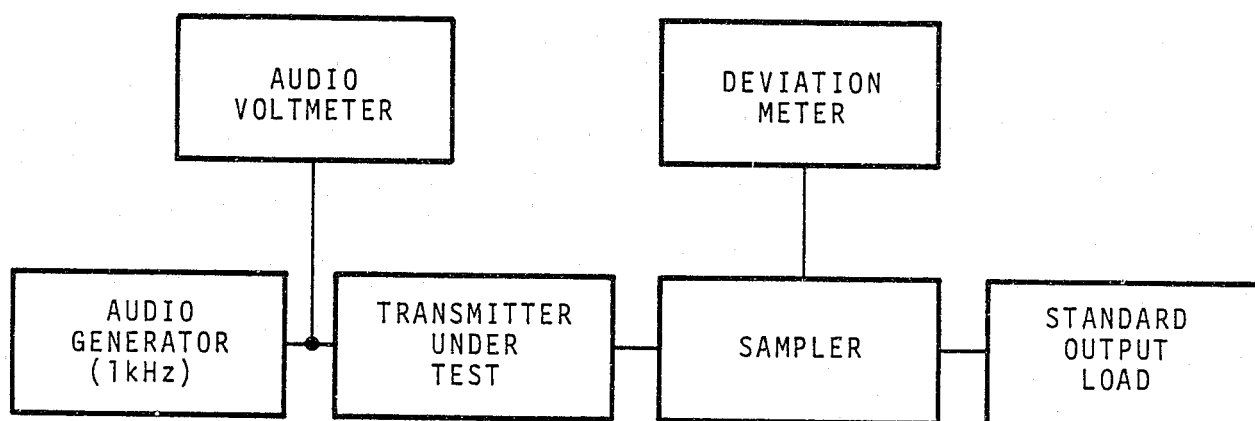 AUDIO
VOLTMETER
DEVIATION
METER
AUDIO
GENERATOR
(1kHz)
TRANSMITTER
UNDER
TEST
SAMPLER
STANDARD
OUTPUT
LOAD